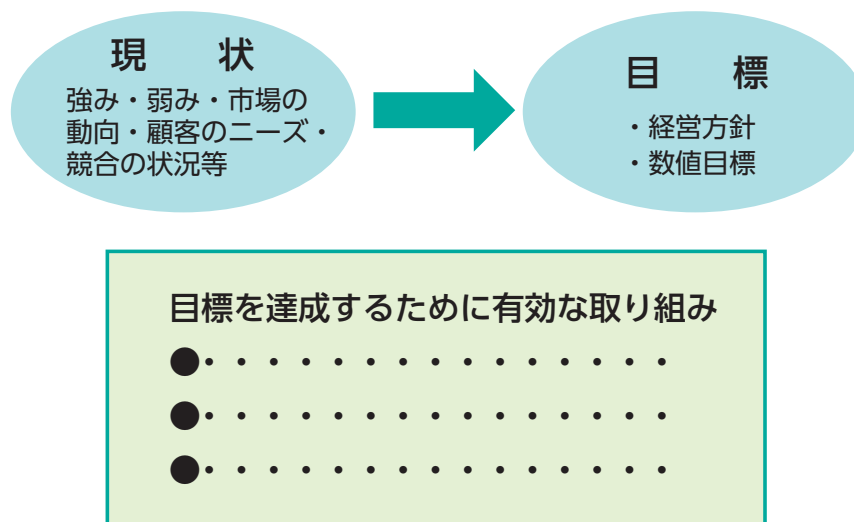 現　状
強み・弱み・市場の
動向・顧客のニーズ・
競合の状況等
目　標
・経営方針
・数値目標
目標を達成するために有効な取り組み
●・・・・・・・・・・・・・・・
●・・・・・・・・・・・・・・・
●・・・・・・・・・・・・・・・